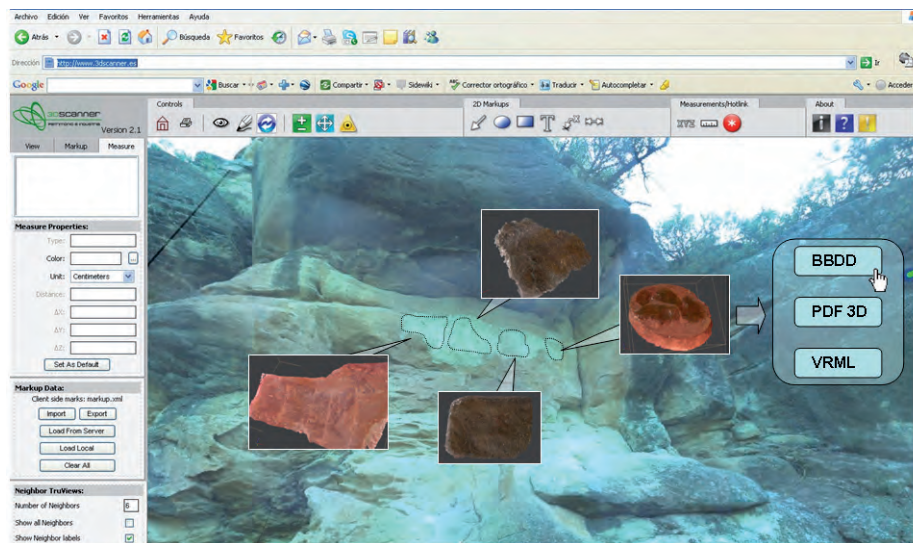 Archivo Edición Ver Favoritos Herramientas Ayuda
Atrás Búsqueda Favoritos
Dirección http://www.3dscanner.es Ir
Google Buscar Compartir Sidewiki Corrector ortográfico Traducir Autocompletar Acceder
3DSCANNER
Version 2.1
Controls 2D Markups Measurements/Hotlink About
T XYZ i ?
View Markup Measure
Measure Properties:
Type:
Color: ...
Unit: Centimeters
Distance:
ΔX:
ΔY:
ΔZ:
Set As Default
Markup Data:
Client side marks: markup.xml
Import Export
Load From Server
Load Local
Clear All
Neighbor TruViews:
Number of Neighbors 6
Show all Neighbors
Show Neighbor labels
BBDD
PDF 3D
VRML